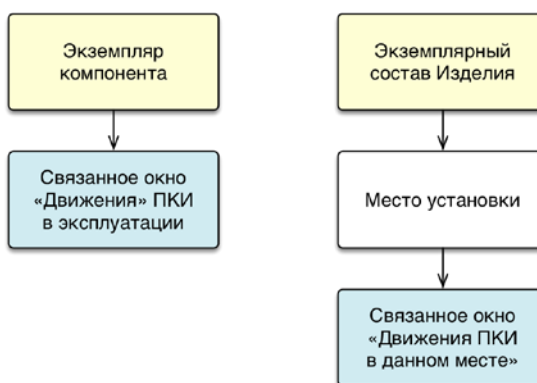 Экземпляр
компонента
Связанное окно
«Движения» ПКИ
в эксплуатации
Экземплярный
состав Изделия
Место установки
Связанное окно
«Движения ПКИ
в данном месте»